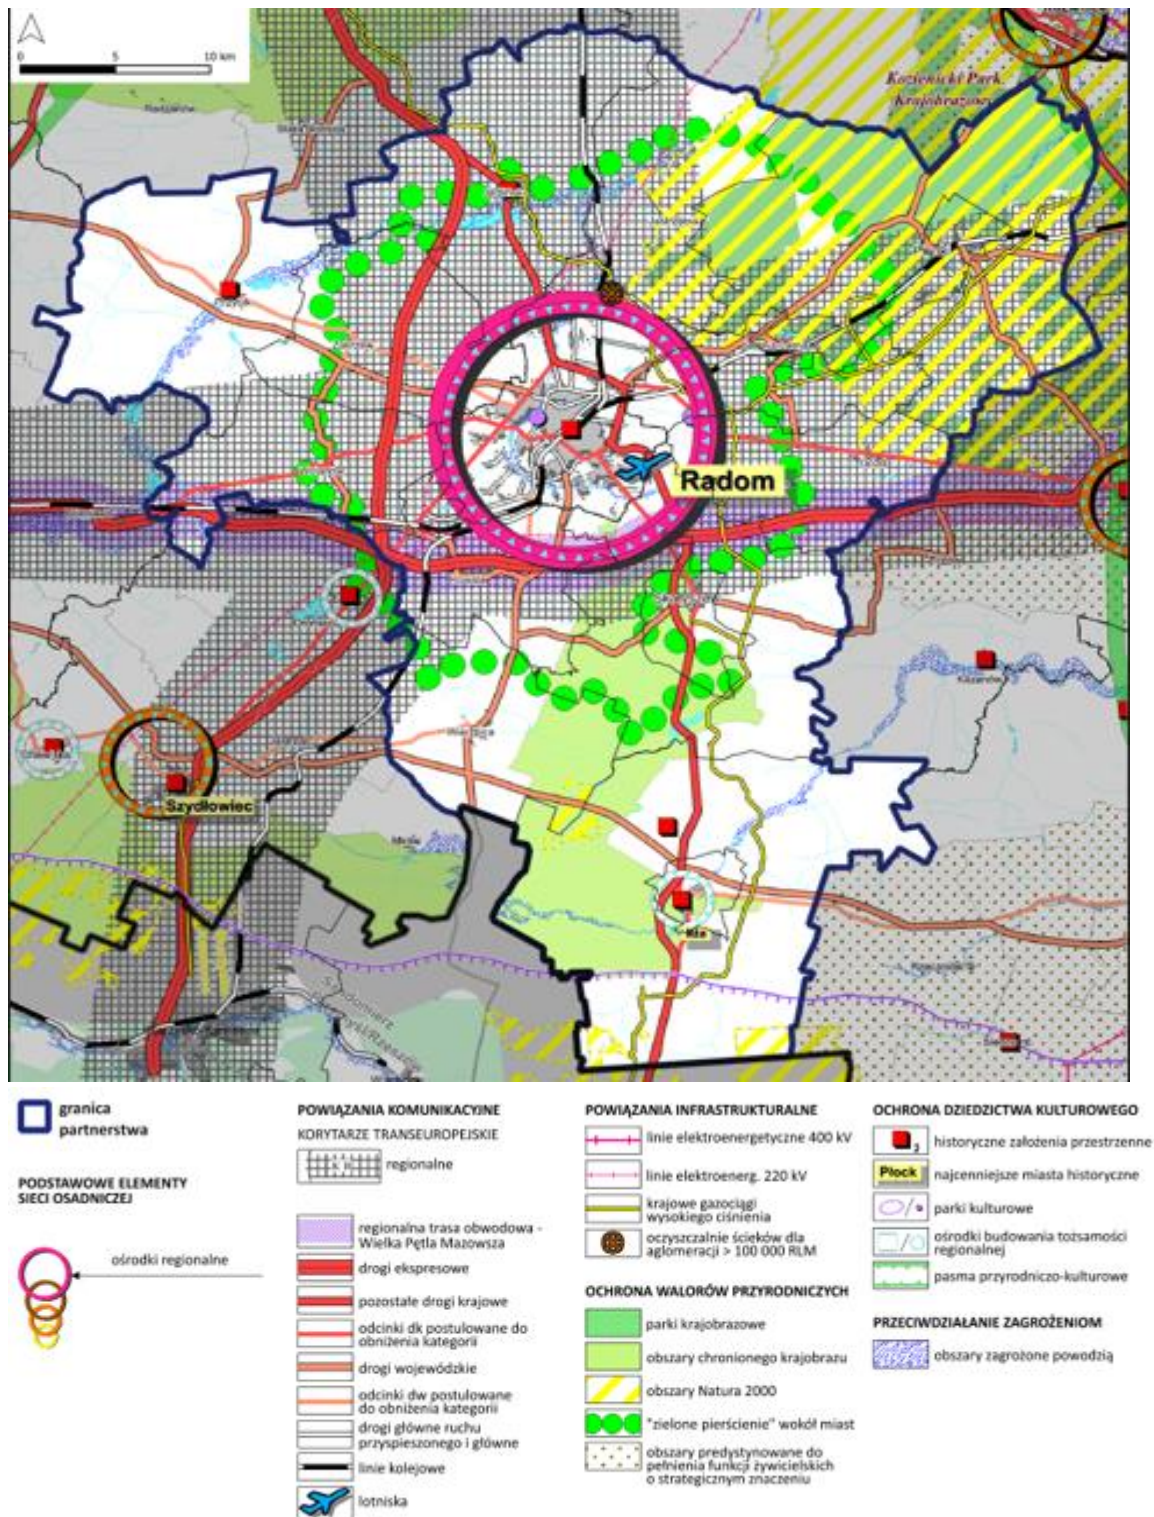 0 5 10 km
Kozienicki Park
Krajobrazowy
Radom
Szydłowiec
Iłża
granica
partnerstwa
PODSTAWOWE ELEMENTY
SIECI OSADNICZEJ
ośrodki regionalne
POWIĄZANIA KOMUNIKACYJNE
KORYTARZE TRANSEUROPEJSKIE
regionalne
regionalna trasa obwodowa -
Wielka Pętla Mazowsza
drogi ekspresowe
pozostałe drogi krajowe
odcinki dk postulowane do
obniżenia kategorii
drogi wojewódzkie
odcinki dw postulowane
do obniżenia kategorii
drogi główne ruchu
przyspieszonego i główne
linie kolejowe
lotniska
POWIĄZANIA INFRASTRUKTURALNE
linie elektroenergetyczne 400 kV
linie elektroenerg. 220 kV
krajowe gazociągi
wysokiego ciśnienia
oczyszczalnie ścieków dla
aglomeracji > 100 000 RLM
OCHRONA WALORÓW PRZYRODNICZYCH
parki krajobrazowe
obszary chronionego krajobrazu
obszary Natura 2000
"zielone pierścienie" wokół miast
obszary predystynowane do
pełnienia funkcji żywicielskich
o strategicznym znaczeniu
OCHRONA DZIEDZICTWA KULTUROWEGO
2
historyczne założenia przestrzenne
Płock
najcenniejsze miasta historyczne
parki kulturowe
ośrodki budowania tożsamości
regionalnej
pasma przyrodniczo-kulturowe
PRZECIWDZIAŁANIE ZAGROŻENIOM
obszary zagrożone powodzią